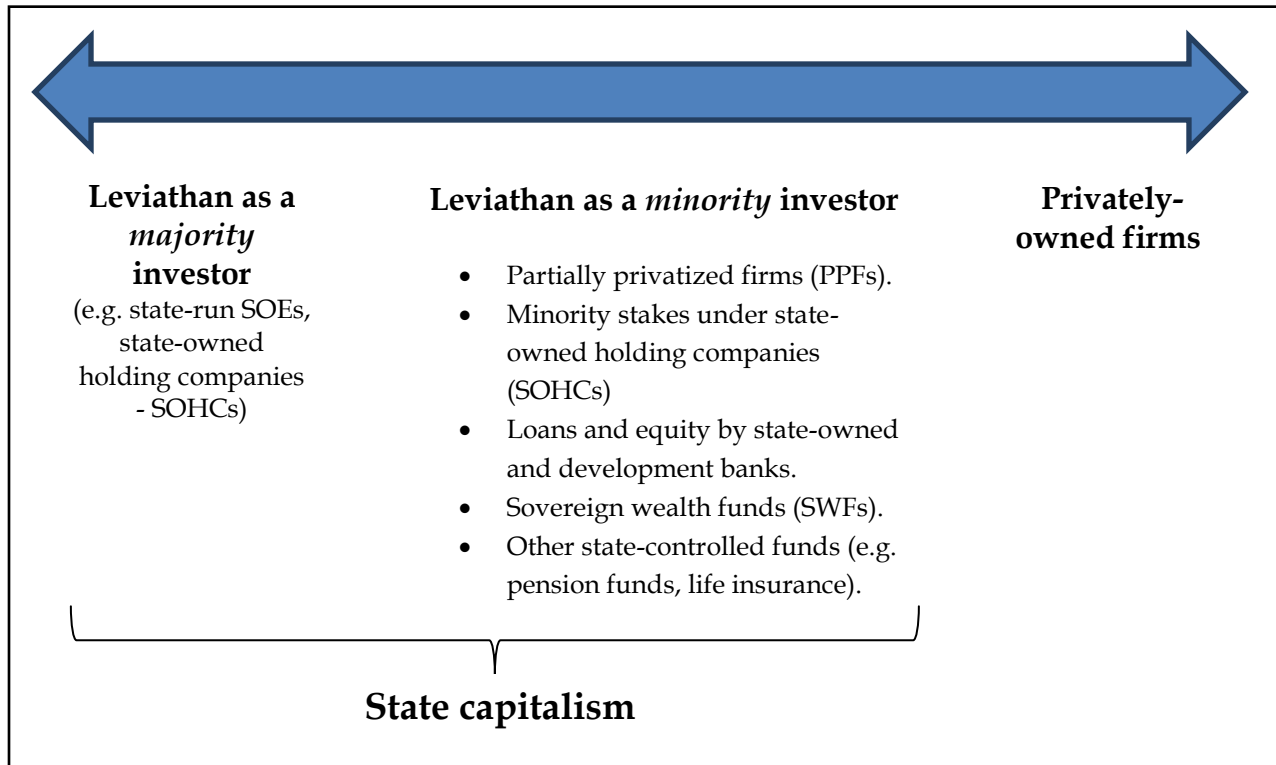 Leviathan as a
majority
investor
(e.g. state-run SOEs,
state-owned
holding companies
- SOHCs)
Leviathan as a minority investor
• Partially privatized firms (PPFs).
• Minority stakes under state-
owned holding companies
(SOHCs)
• Loans and equity by state-owned
and development banks.
• Sovereign wealth funds (SWFs).
• Other state-controlled funds (e.g.
pension funds, life insurance).
Privately-
owned firms
State capitalism